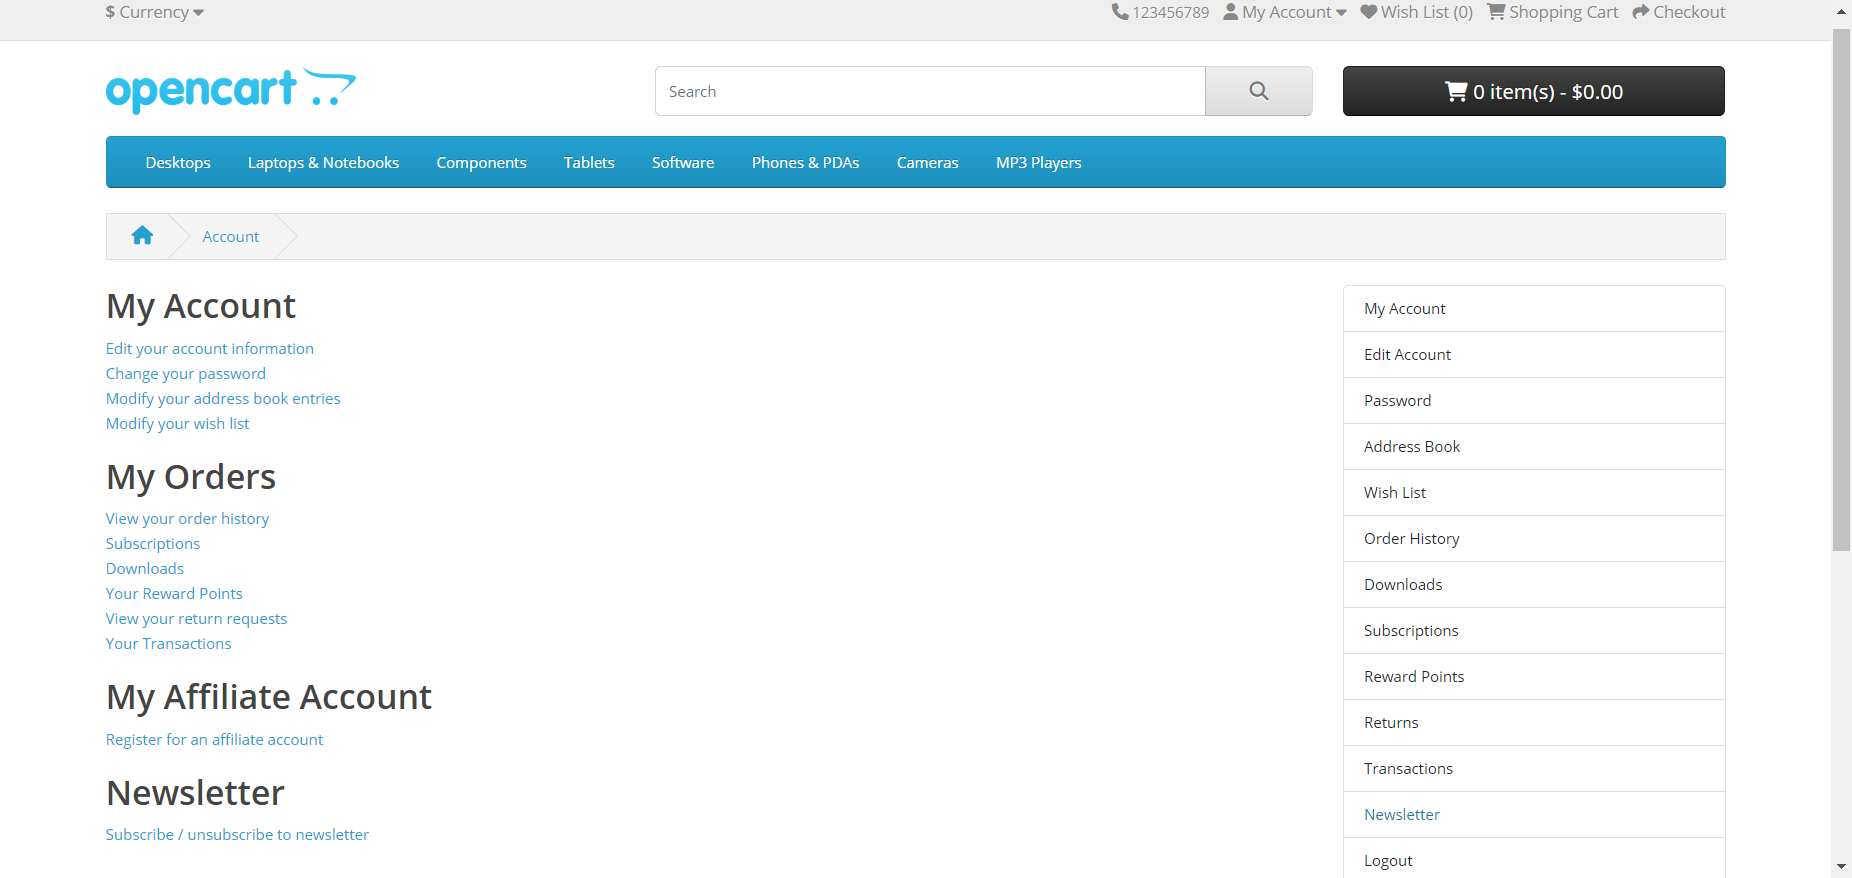 $ Currency
123456789 My Account Wish List (0) Shopping Cart Checkout
opencart
Search
0 item(s) - $0.00
Desktops Laptops & Notebooks Components Tablets Software Phones & PDAs Cameras MP3 Players
Account
My Account
Edit your account information
Change your password
Modify your address book entries
Modify your wish list
My Orders
View your order history
Subscriptions
Downloads
Your Reward Points
View your return requests
Your Transactions
My Affiliate Account
Register for an affiliate account
Newsletter
Subscribe / unsubscribe to newsletter
My Account
Edit Account
Password
Address Book
Wish List
Order History
Downloads
Subscriptions
Reward Points
Returns
Transactions
Newsletter
Logout